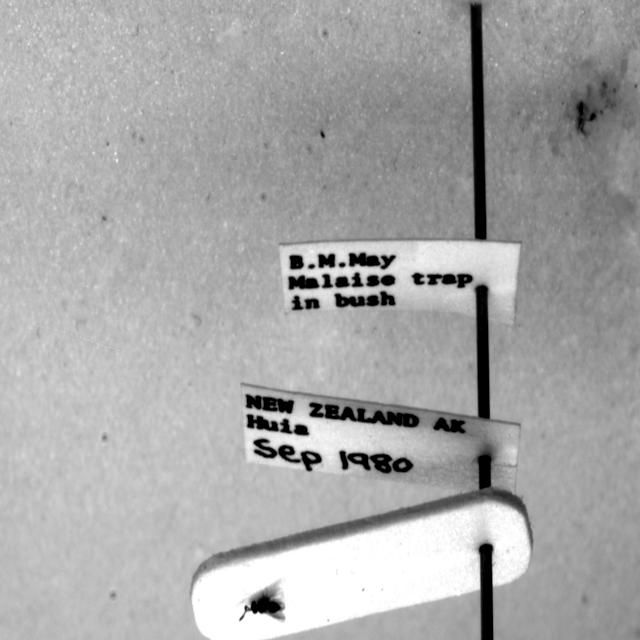 B.M.May
Malaise trap
in bush
NEW ZEALAND AK
Huia
Sep 1980